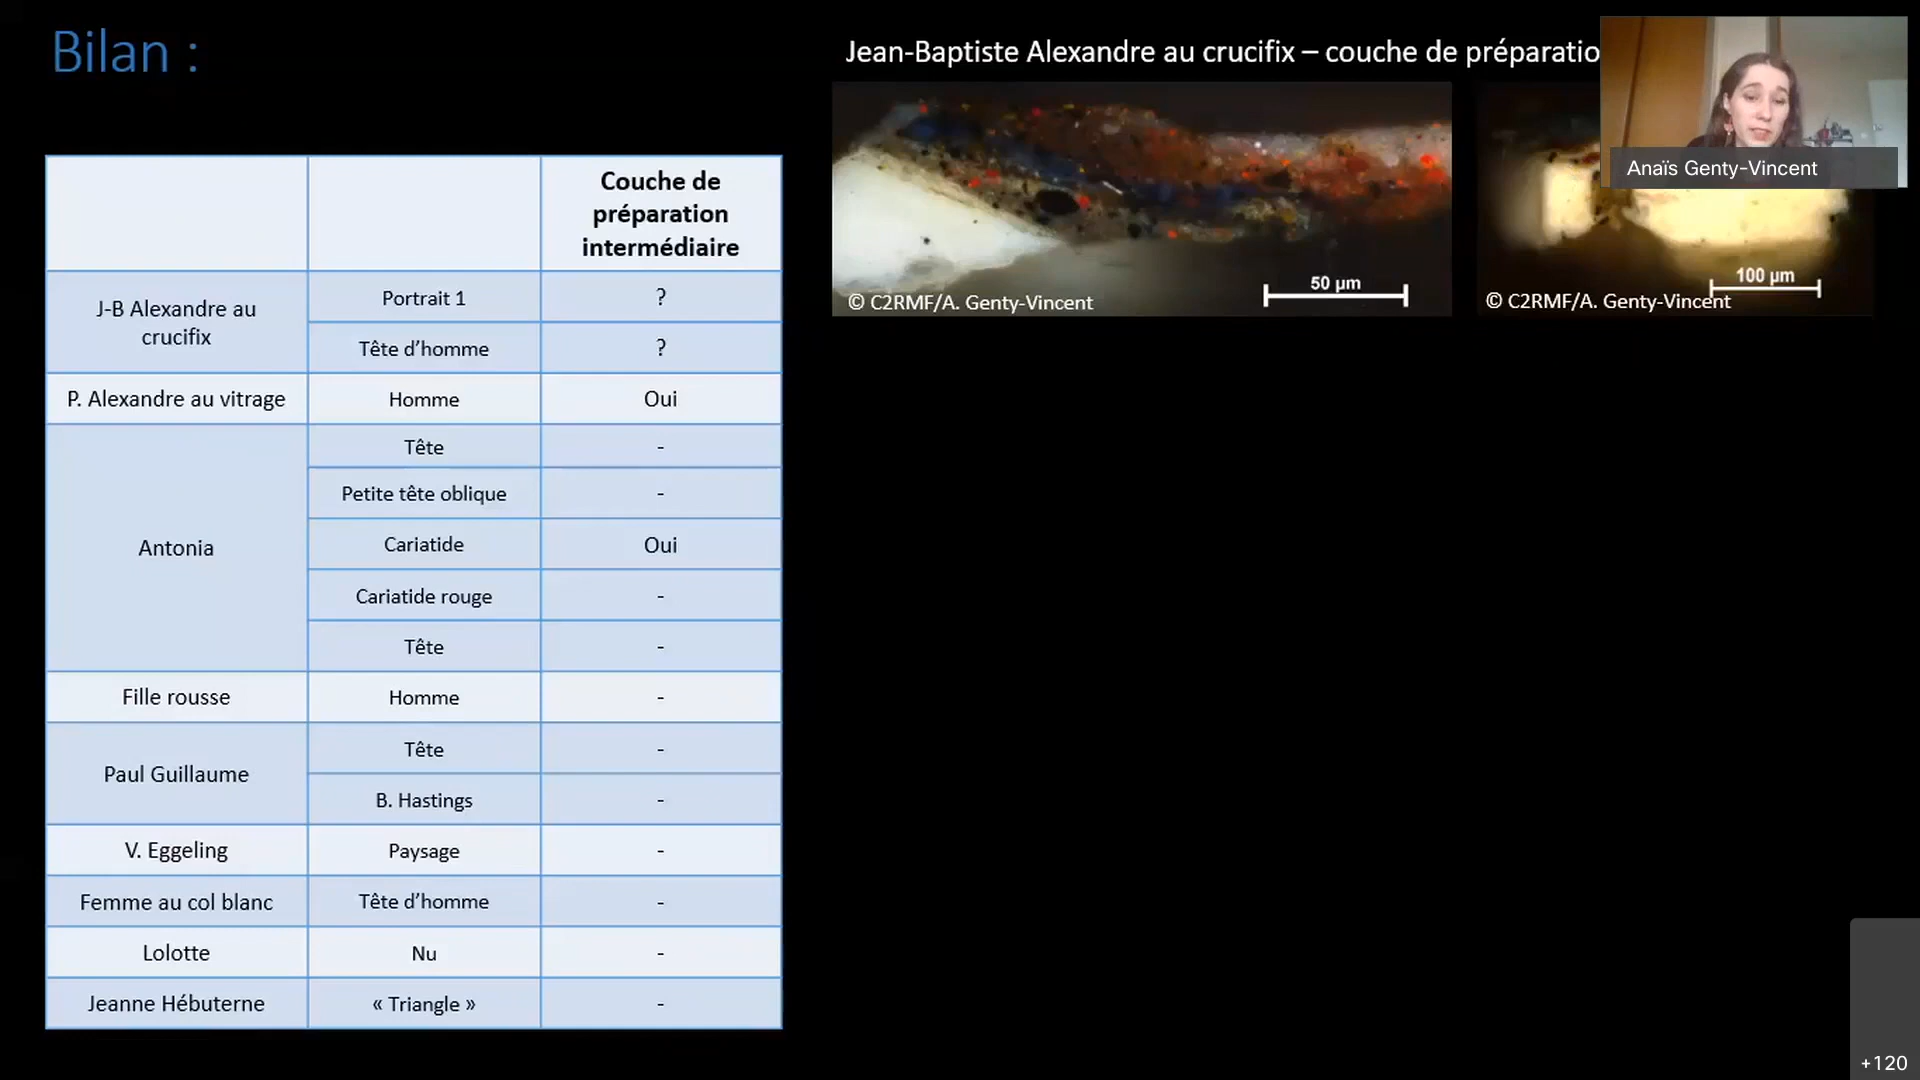 Bilan :
Jean-Baptiste Alexandre au crucifix – couche de préparatio
Anaïs Genty-Vincent
50 µm
© C2RMF/A. Genty-Vincent
100 µm
© C2RMF/A. Genty-Vincent
Couche de
préparation
intermédiaire
J-B Alexandre au
crucifix
Portrait 1
?
Tête d’homme
?
P. Alexandre au vitrage
Homme
Oui
Antonia
Tête
-
Petite tête oblique
-
Cariatide
Oui
Cariatide rouge
-
Tête
-
Fille rousse
Homme
-
Paul Guillaume
Tête
-
B. Hastings
-
V. Eggeling
Paysage
-
Femme au col blanc
Tête d’homme
-
Lolotte
Nu
-
Jeanne Hébuterne
« Triangle »
-
+120